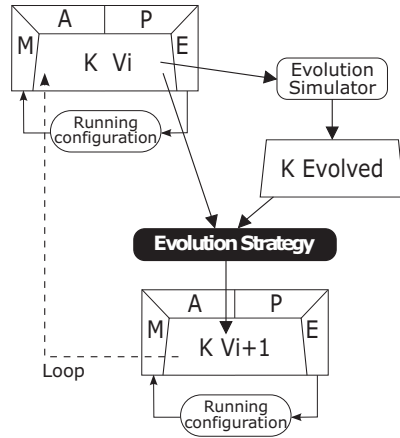 A P
M E
K Vi
Evolution
Simulator
Running
configuration
K Evolved
Evolution Strategy
A P
M E
K Vi+1
Loop
Running
configuration